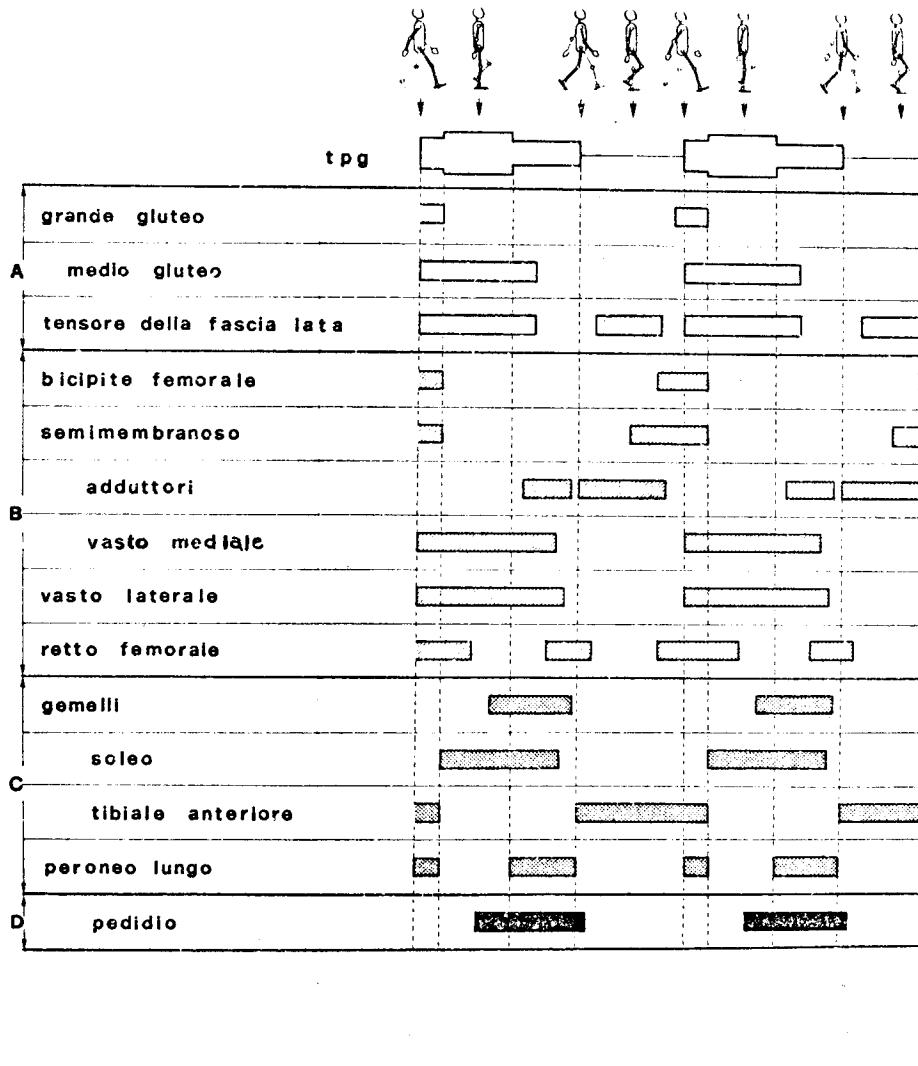 tpg
grande gluteo
A
medio gluteo
tensore della fascia lata
bicipite femorale
semimembranoso
adduttori
B
vasto mediale
vasto laterale
retto femorale
gemelli
soleo
C
tibiale anteriore
peroneo lungo
D
pedidio